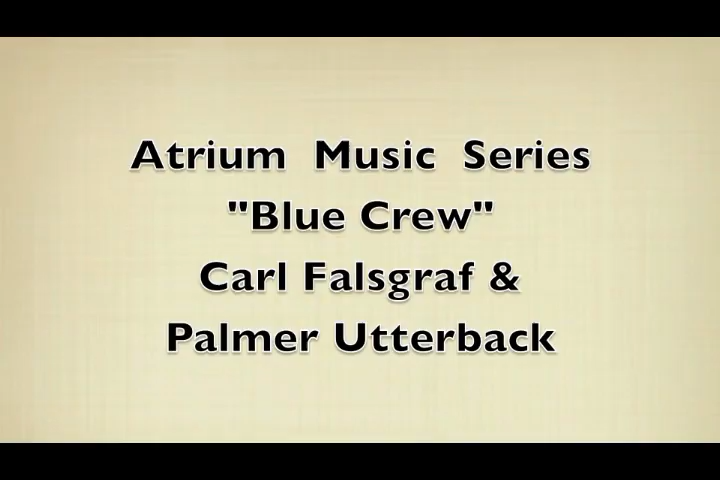 Atrium Music Series
"Blue Crew"
Carl Falsgraf &
Palmer Utterback